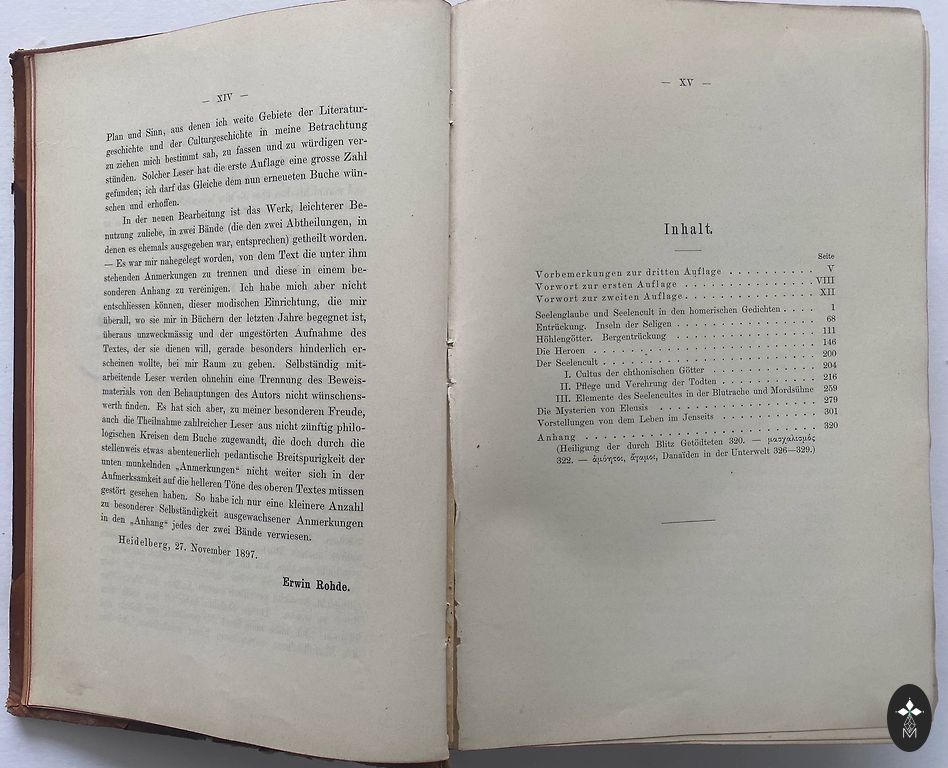 — XIV —
Plan und Sinn, aus denen ich weite Gebiete der Literatur-
geschichte und der Culturgeschichte in meine Betrachtung
zu ziehen mich bestimmt sah, zu fassen und zu würdigen ver-
stünden. Solcher Leser hat die erste Auflage eine grosse Zahl
gefunden; ich darf das Gleiche dem nun erneueten Buche wün-
schen und erhoffen.
In der neuen Bearbeitung ist das Werk, leichterer Be-
nutzung zuliebe, in zwei Bände (die den zwei Abtheilungen, in
denen es ehemals ausgegeben war, entsprechen) getheilt worden.
— Es war mir nahegelegt worden, von dem Text die unter ihm
stehenden Anmerkungen zu trennen und diese in einem be-
sonderen Anhang zu vereinigen. Ich habe mich aber nicht
entschliessen können, dieser modischen Einrichtung, die mir
überall, wo sie mir in Büchern der letzten Jahre begegnet ist,
überaus unzweckmässig und der ungestörten Aufnahme des
Textes, der sie dienen will, gerade besonders hinderlich er-
scheinen wollte, bei mir Raum zu geben. Selbständig mit-
arbeitende Leser werden ohnehin eine Trennung des Beweis-
materials von den Behauptungen des Autors nicht wünschens-
werth finden. Es hat sich aber, zu meiner besonderen Freude,
auch die Theilnahme zahlreicher Leser aus nicht zünftig philo-
logischen Kreisen dem Buche zugewandt, die doch durch die
stellenweise etwas abenteuerlich pedantische Breitspurigkeit der
unten munkelnden „Anmerkungen" nicht weiter sich in der
Aufmerksamkeit auf die helleren Töne des oberen Textes müssen
gestört gesehen haben. So habe ich nur eine kleinere Anzahl
zu besonderer Selbständigkeit ausgewachsener Anmerkungen
in den „Anhang" jedes der zwei Bände verwiesen.
Heidelberg, 27. November 1897.
Erwin Rohde.
— XV —
Inhalt.
Seite
Vorbemerkungen zur dritten Auflage . . . . . . . . . . V
Vorwort zur ersten Auflage . . . . . . . . . . . . . . VIII
Vorwort zur zweiten Auflage . . . . . . . . . . . . . . XII
Seelenglaube und Seelencult in den homerischen Gedichten . . . . 1
Entrückung. Inseln der Seligen . . . . . . . . . . . . . . 68
Höhlengötter. Bergentrückung . . . . . . . . . . . . . . 111
Die Heroen . . . . . . . . . . . . . . . . . . . . . . 146
Der Seelencult . . . . . . . . . . . . . . . . . . . . . 200
I. Cultus der chthonischen Götter . . . . . . . . . . . 204
II. Pflege und Verehrung der Todten . . . . . . . . . . 216
III. Elemente des Seelencultes in der Blutrache und Mordsühne 259
Die Mysterien von Eleusis . . . . . . . . . . . . . . . . 279
Vorstellungen von dem Leben im Jenseits . . . . . . . . . . 301
Anhang . . . . . . . . . . . . . . . . . . . . . . . . 320
(Heiligung der durch Blitz Getödteten 320. — μασχαλισμός
322. — ἀμύητοι, ἄγαμοι, Danaïden in der Unterwelt 326—329.)
M